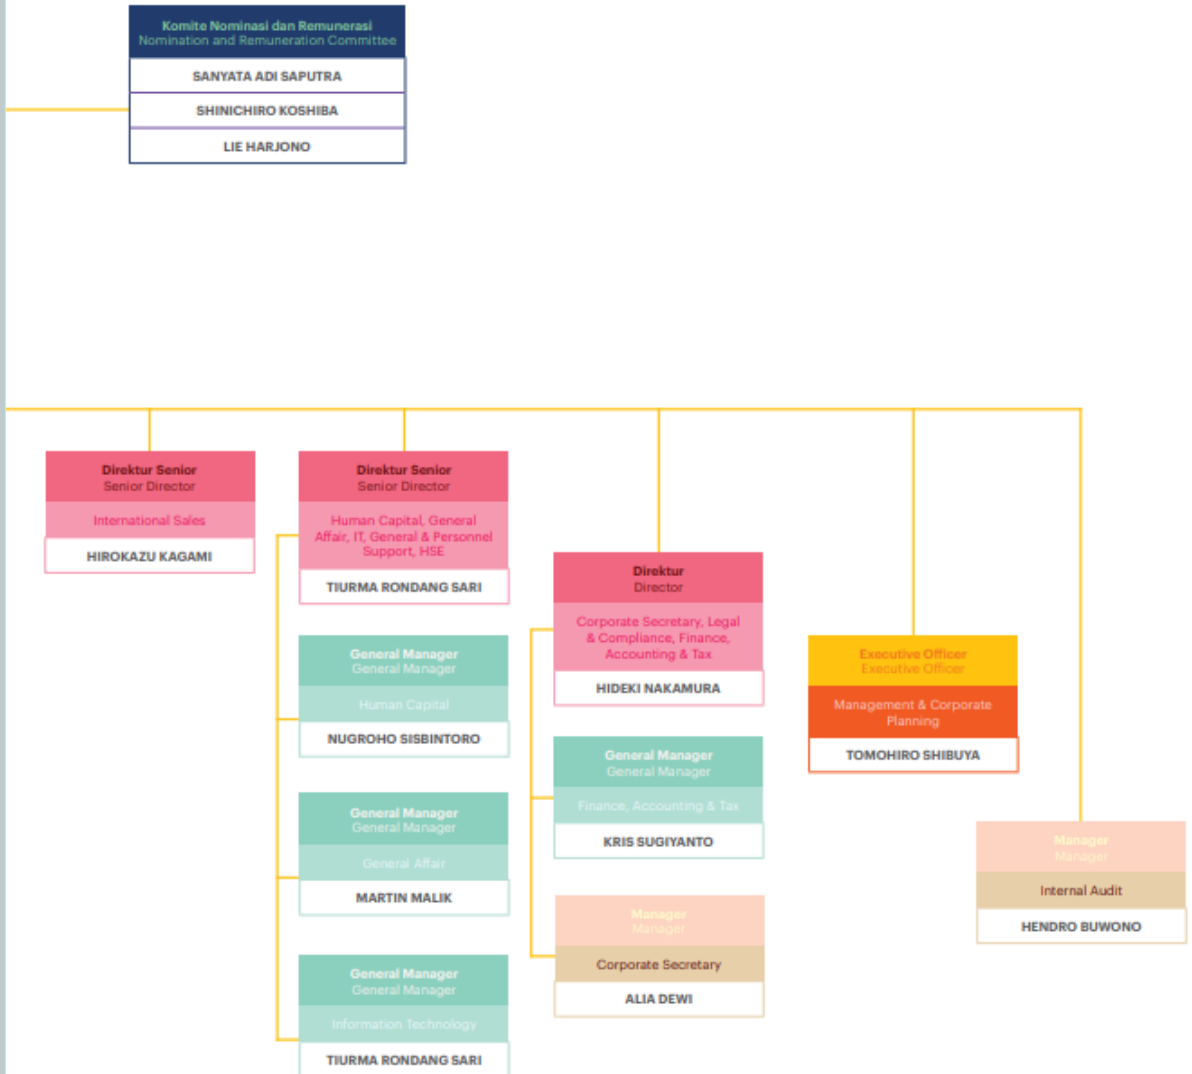 Komite Nominasi dan Remunerasi
Nomination and Remuneration Committee
SANYATA ADI SAPUTRA
SHINICHIRO KOSHIBA
LIE HARJONO
Direktur Senior
Senior Director
International Sales
HIROKAZU KAGAMI
Direktur Senior
Senior Director
Human Capital, General
Affair, IT, General & Personnel
Support, HSE
TIURMA RONDANG SARI
General Manager
General Manager
Human Capital
NUGROHO SISBINTORO
General Manager
General Manager
General Affair
MARTIN MALIK
General Manager
General Manager
Information Technology
TIURMA RONDANG SARI
Direktur
Director
Corporate Secretary, Legal
& Compliance, Finance,
Accounting & Tax
HIDEKI NAKAMURA
General Manager
General Manager
Finance, Accounting & Tax
KRIS SUGIYANTO
Manager
Manager
Corporate Secretary
ALIA DEWI
Executive Officer
Executive Officer
Management & Corporate
Planning
TOMOHIRO SHIBUYA
Manager
Manager
Internal Audit
HENDRO BUWONO